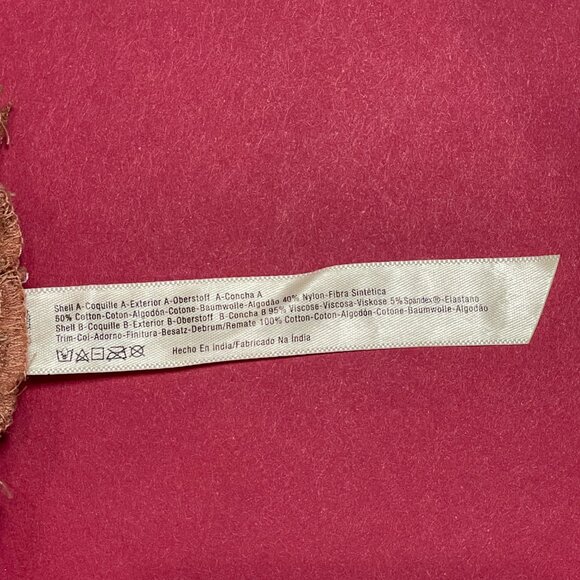 Shell A-Coquille A-Exterior A-Oberstoff A-Concha A
60% Cotton-Coton-Algodón-Cotone-Baumwolle-Algodão 40% Nylon-Fibra Sintética
Shell B-Coquille B-Exterior B-Oberstoff B-Concha B 95% Viscose-Viscosa-Viskose 5% Spandex®-Elastano
Trim-Col-Adorno-Finitura-Besatz-Debrum/Remate 100% Cotton-Coton-Algodón-Cotone-Baumwolle-Algodão
Hecho En India/Fabricado Na India